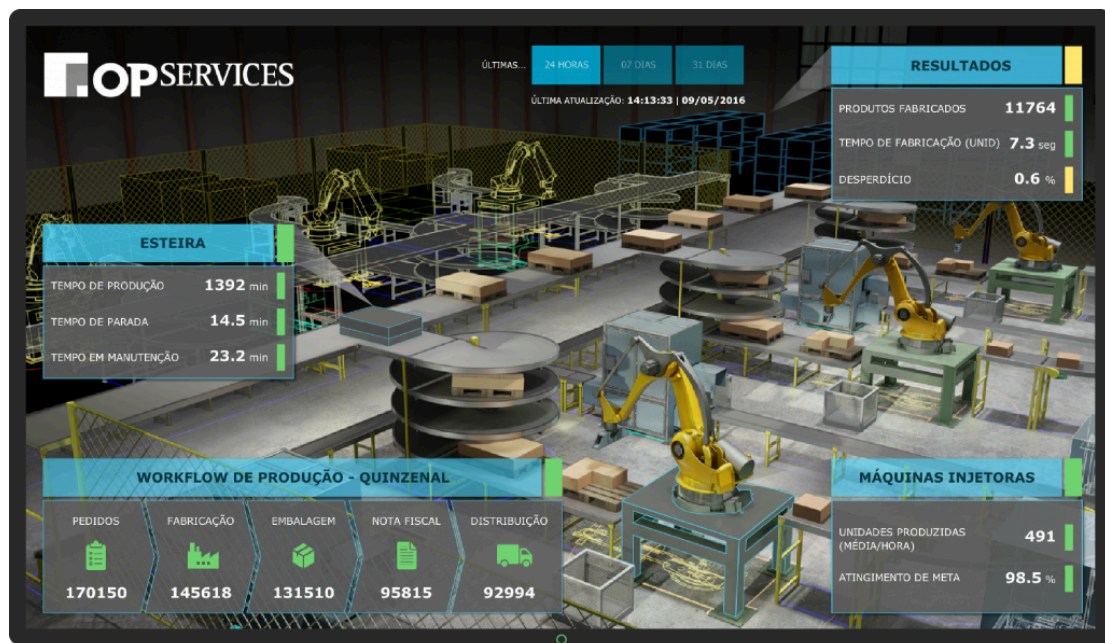 OPSERVICES
ÚLTIMAS... 24 HORAS 07 DIAS 31 DIAS
ÚLTIMA ATUALIZAÇÃO: 14:13:33 | 09/05/2016
RESULTADOS
PRODUTOS FABRICADOS 11764
TEMPO DE FABRICAÇÃO (UNID) 7.3 seg
DESPERDÍCIO 0.6 %
ESTEIRA
TEMPO DE PRODUÇÃO 1392 min
TEMPO DE PARADA 14.5 min
TEMPO EM MANUTENÇÃO 23.2 min
WORKFLOW DE PRODUÇÃO - QUINZENAL
PEDIDOS FABRICAÇÃO EMBALAGEM NOTA FISCAL DISTRIBUIÇÃO
170150 145618 131510 95815 92994
MÁQUINAS INJETORAS
UNIDADES PRODUZIDAS
(MÉDIA/HORA) 491
ATINGIMENTO DE META 98.5 %